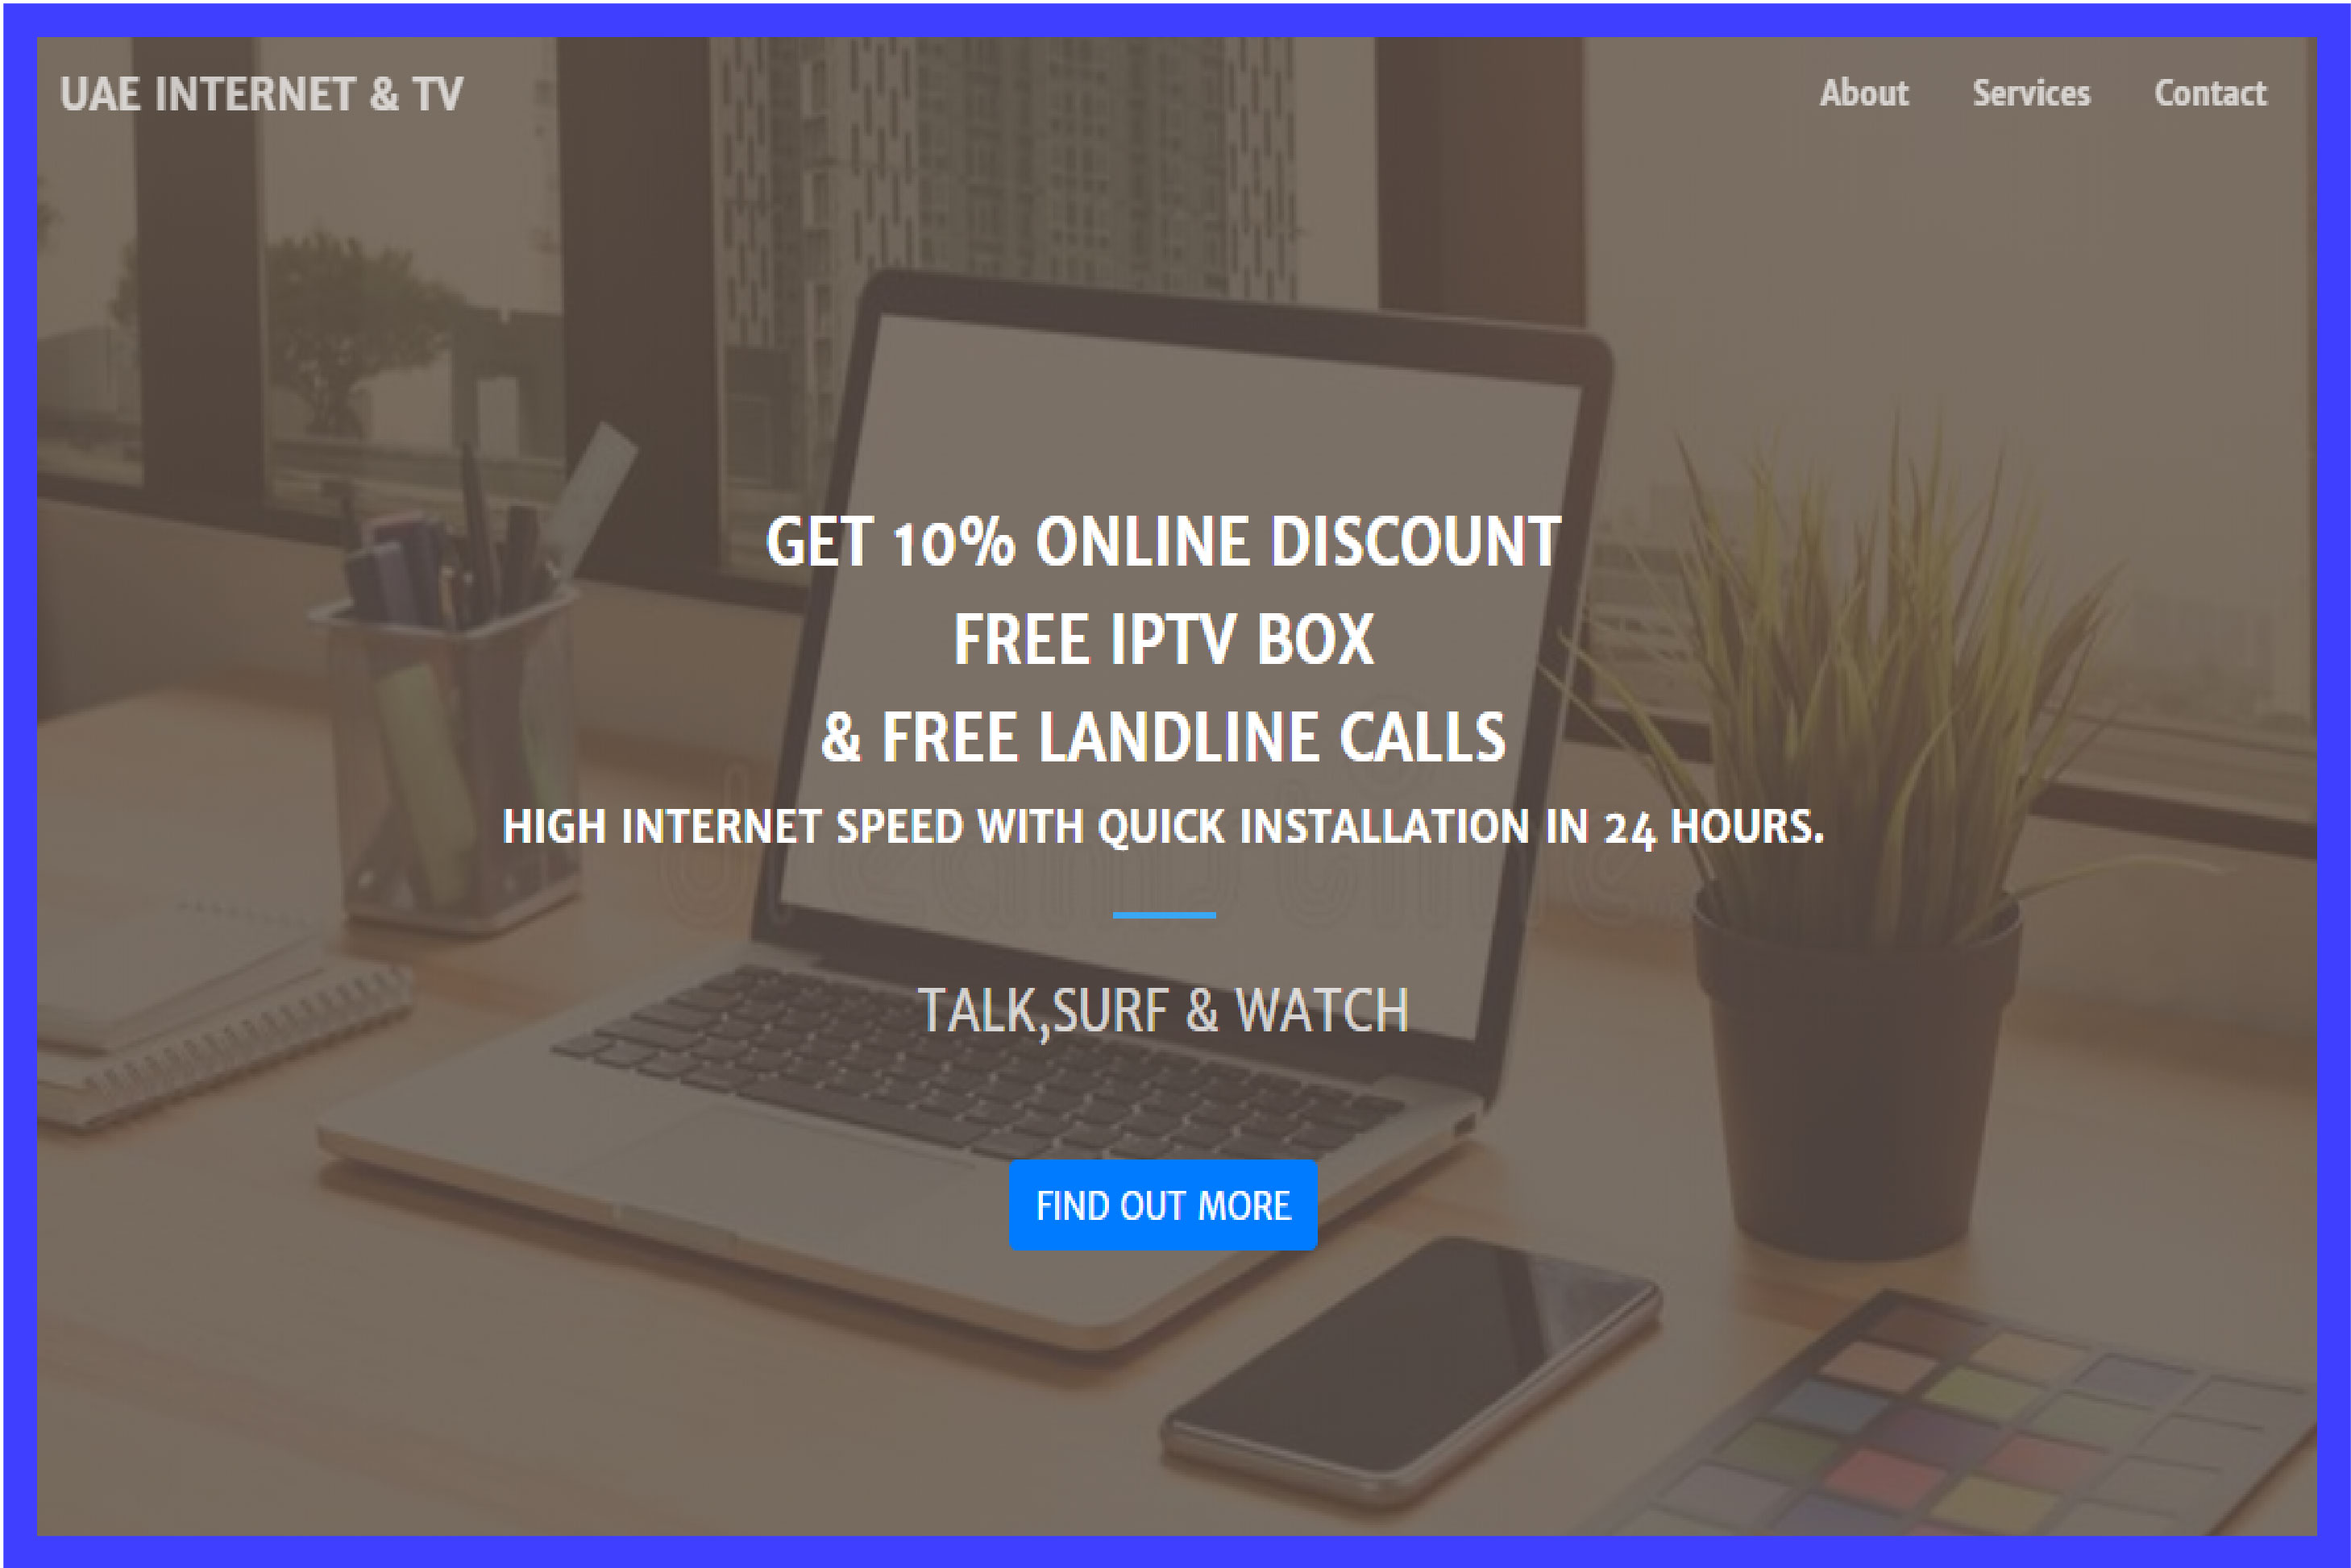 UAE INTERNET & TV
About Services Contact
GET 10% ONLINE DISCOUNT
FREE IPTV BOX
& FREE LANDLINE CALLS
HIGH INTERNET SPEED WITH QUICK INSTALLATION IN 24 HOURS.
TALK,SURF & WATCH
FIND OUT MORE